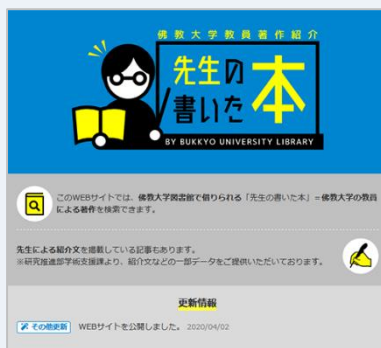 佛教大学教員著作紹介
先生の
書いた
本
BY BUKKYO UNIVERSITY LIBRARY
このWEBサイトでは、佛教大学図書館で借りられる「先生の書いた本」=佛教大学の教員
による著作を検索できます。
先生による紹介文を掲載している記事もあります。
※研究推進部学術支援課より、紹介文などの一部データをご提供いただいております。
更新情報
その他更新 WEBサイトを公開しました。 2020/04/02